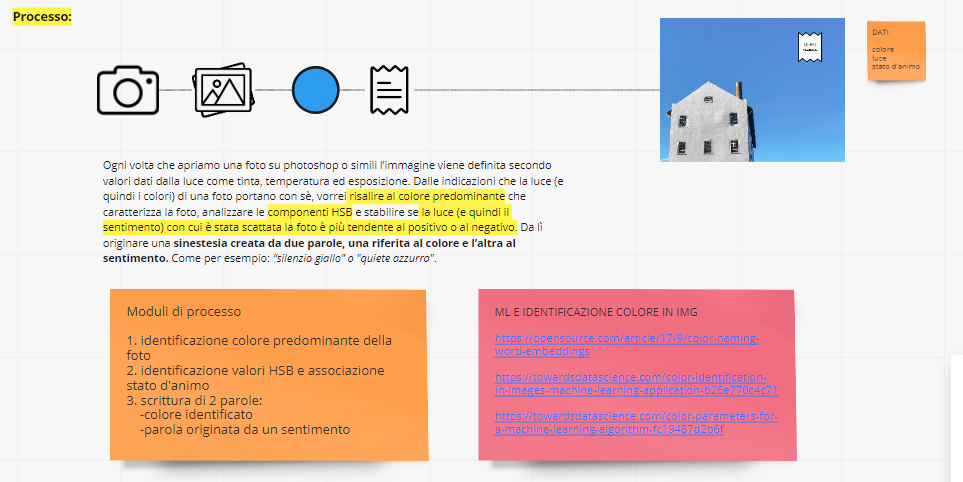 Processo:
DATI
colore
luce
stato d'animo
Ogni volta che apriamo una foto su photoshop o simili l'immagine viene definita secondo
valori dati dalla luce come tinta, temperatura ed esposizione. Dalle indicazioni che la luce (e
quindi i colori) di una foto portano con sè, vorrei risalire al colore predominante che
caratterizza la foto, analizzare le componenti HSB e stabilire se la luce (e quindi il
sentimento) con cui è stata scattata la foto è più tendente al positivo o al negativo. Da lì
originare una sinestesia creata da due parole, una riferita al colore e l'altra al
sentimento. Come per esempio: "silenzio giallo" o "quiete azzurra".
Moduli di processo
1. identificazione colore predominante della
foto
2. identificazione valori HSB e associazione
stato d'animo
3. scrittura di 2 parole:
-colore identificato
-parola originata da un sentimento
ML E IDENTIFICAZIONE COLORE IN IMG
https://opensource.com/article/17/9/color-naming-
word-embeddings
https://towardsdatascience.com/color-identification-
in-images-machine-learning-application-b26e770c4c71
https://towardsdatascience.com/color-parameters-for-
a-machine-learning-algorithm-fc19487d2b6f